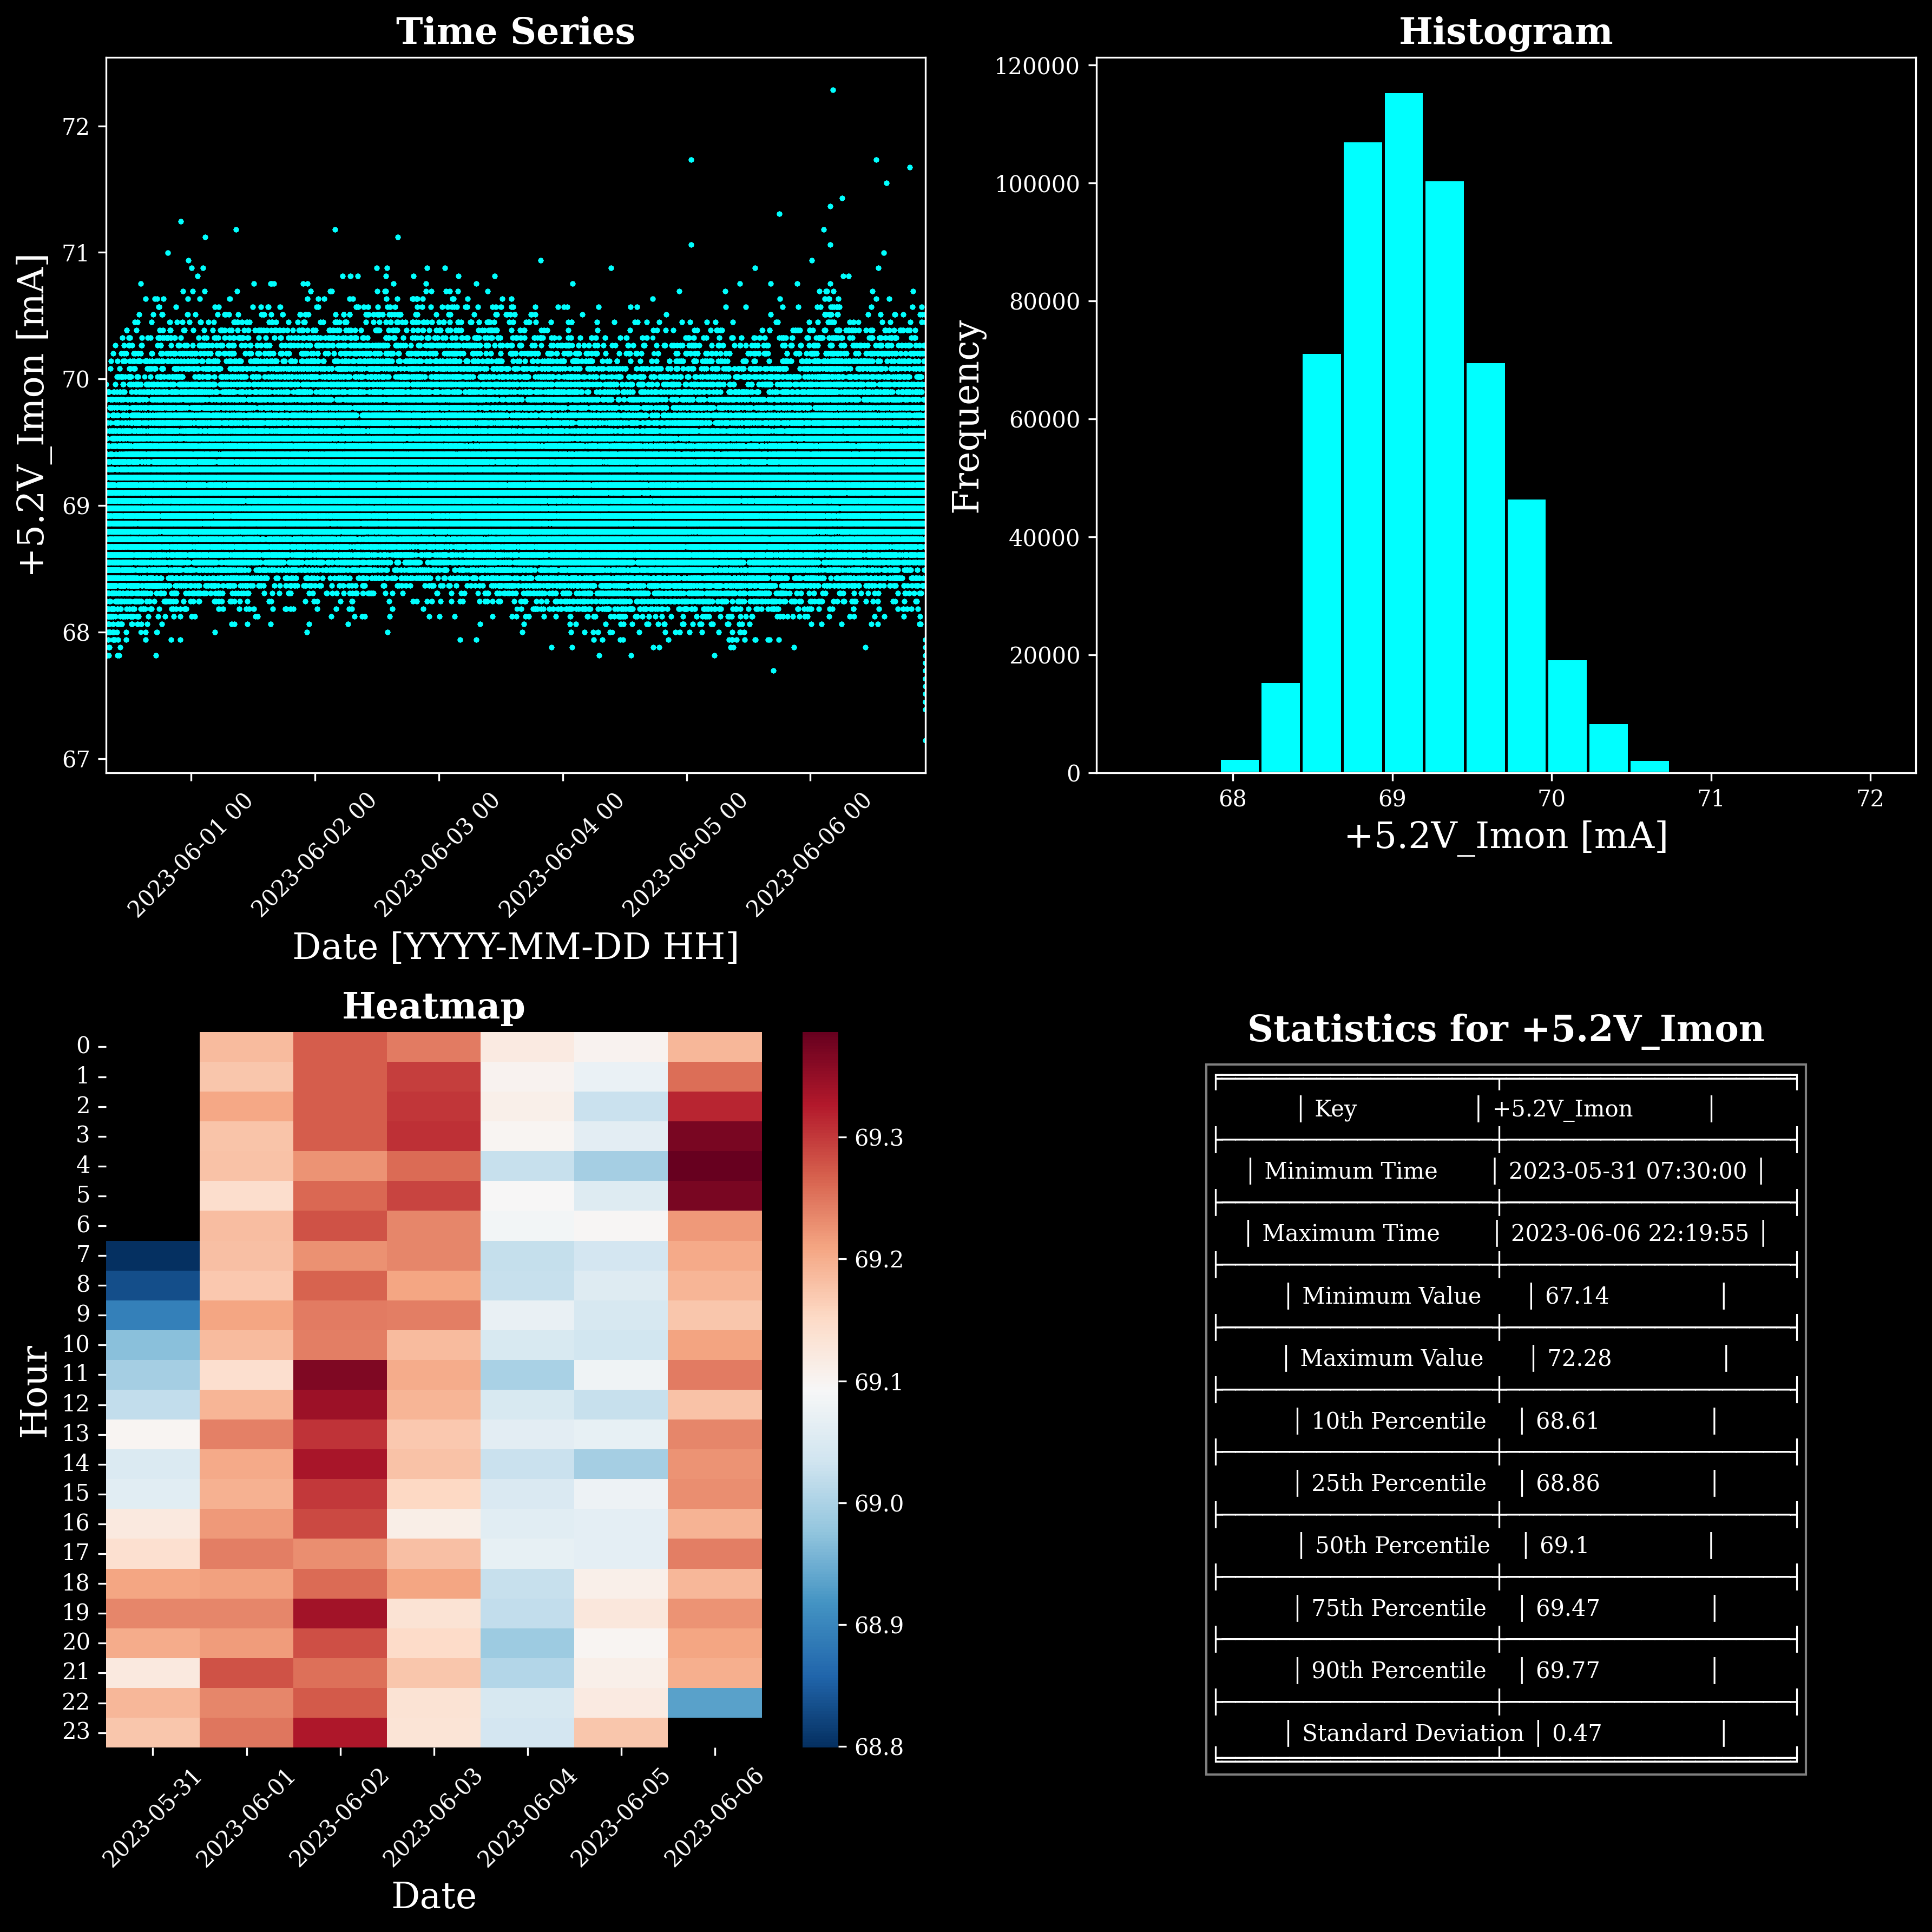 Time Series
+5.2V_Imon [mA]
72
71
70
69
68
67
2023-06-01 00
2023-06-02 00
2023-06-03 00
2023-06-04 00
2023-06-05 00
2023-06-06 00
Date [YYYY-MM-DD HH]
Histogram
Frequency
120000
100000
80000
60000
40000
20000
0
68
69
70
71
72
+5.2V_Imon [mA]
Heatmap
Hour
0
1
2
3
4
5
6
7
8
9
10
11
12
13
14
15
16
17
18
19
20
21
22
23
2023-05-31
2023-06-01
2023-06-02
2023-06-03
2023-06-04
2023-06-05
2023-06-06
Date
69.3
69.2
69.1
69.0
68.9
68.8
Statistics for +5.2V_Imon
Key | +5.2V_Imon
Minimum Time | 2023-05-31 07:30:00
Maximum Time | 2023-06-06 22:19:55
Minimum Value | 67.14
Maximum Value | 72.28
10th Percentile | 68.61
25th Percentile | 68.86
50th Percentile | 69.1
75th Percentile | 69.47
90th Percentile | 69.77
Standard Deviation | 0.47